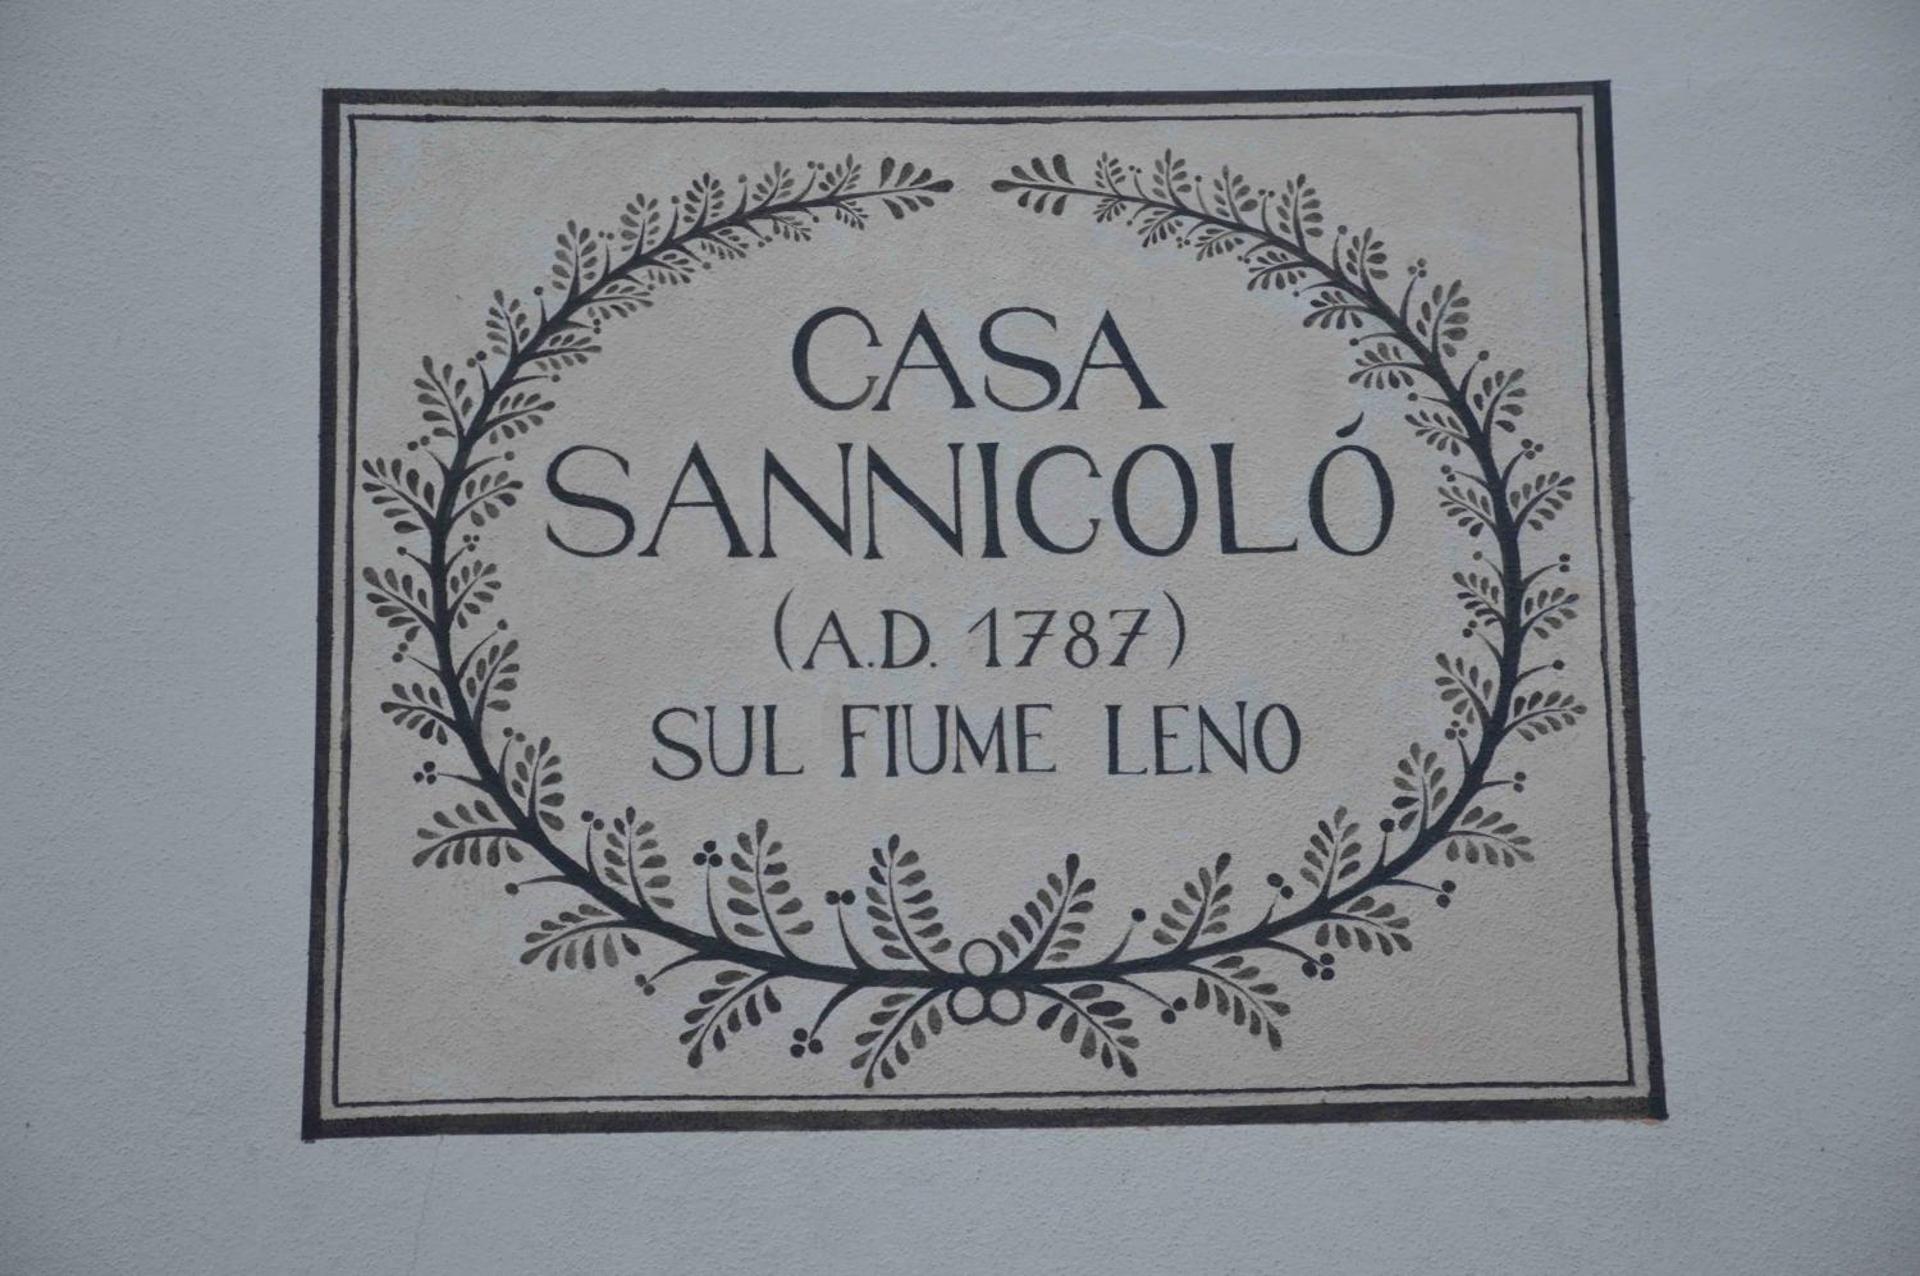 CASA
SANNICOLÓ
(A.D. 1787)
SUL FIUME LENO